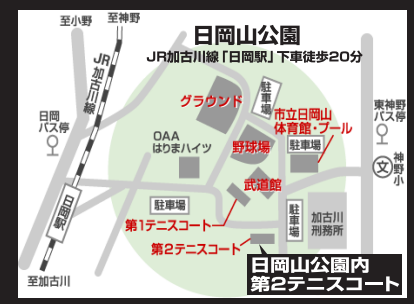 日岡山公園
JR加古川線「日岡駅」下車徒歩20分
至小野
至神野
JR加古川線
日岡
バス停
グラウンド
駐車場
市立日岡山
体育館・プール
駐車場
東神野
バス停
OAA
はりまハイツ
野球場
武道館
文
神野小
日岡駅
駐車場
第1テニスコート
第2テニスコート
駐車場
加古川
刑務所
至加古川
日岡山公園内
第2テニスコート